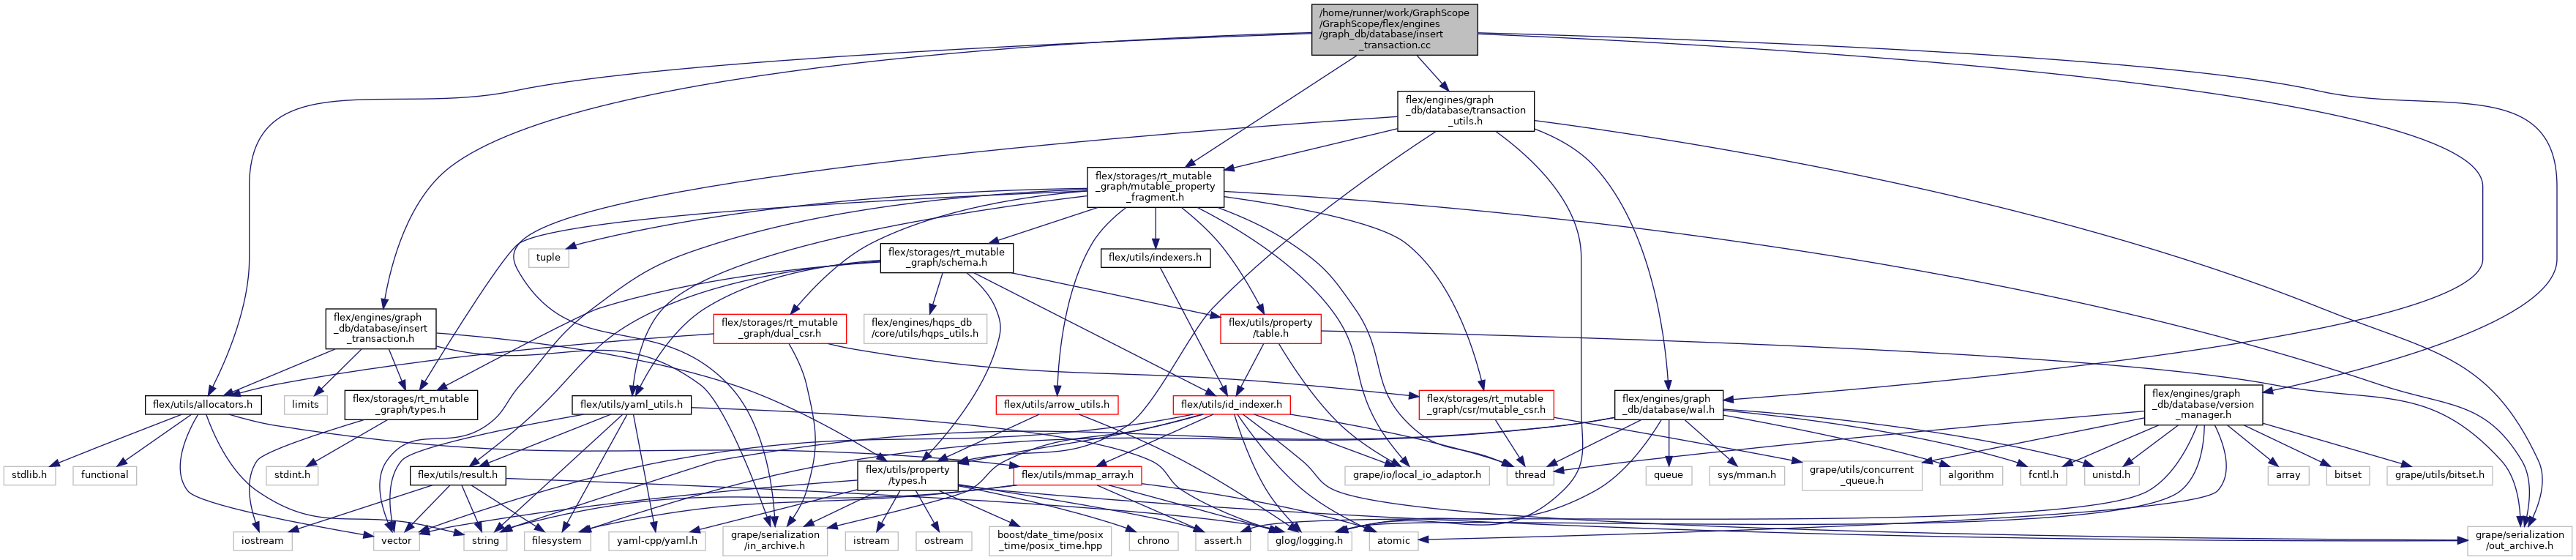 /home/runner/work/GraphScope
/GraphScope/flex/engines
/graph_db/database/insert
_transaction.cc
flex/engines/graph
_db/database/transaction
_utils.h
flex/storages/rt_mutable
_graph/mutable_property
_fragment.h
tuple
flex/storages/rt_mutable
_graph/schema.h
flex/utils/indexers.h
flex/engines/graph
_db/database/insert
_transaction.h
flex/storages/rt_mutable
_graph/dual_csr.h
flex/engines/hqps_db
/core/utils/hqps_utils.h
flex/utils/property
/table.h
flex/utils/allocators.h
limits
flex/storages/rt_mutable
_graph/types.h
flex/utils/yaml_utils.h
flex/utils/arrow_utils.h
flex/utils/id_indexer.h
flex/storages/rt_mutable
_graph/csr/mutable_csr.h
flex/engines/graph
_db/database/wal.h
flex/engines/graph
_db/database/version
_manager.h
stdlib.h
functional
stdint.h
flex/utils/result.h
flex/utils/property
/types.h
flex/utils/mmap_array.h
grape/io/local_io_adaptor.h
thread
queue
sys/mman.h
grape/utils/concurrent
_queue.h
algorithm
fcntl.h
unistd.h
array
bitset
grape/utils/bitset.h
iostream
vector
string
filesystem
yaml-cpp/yaml.h
grape/serialization
/in_archive.h
istream
ostream
boost/date_time/posix
_time/posix_time.hpp
chrono
assert.h
glog/logging.h
atomic
grape/serialization
/out_archive.h